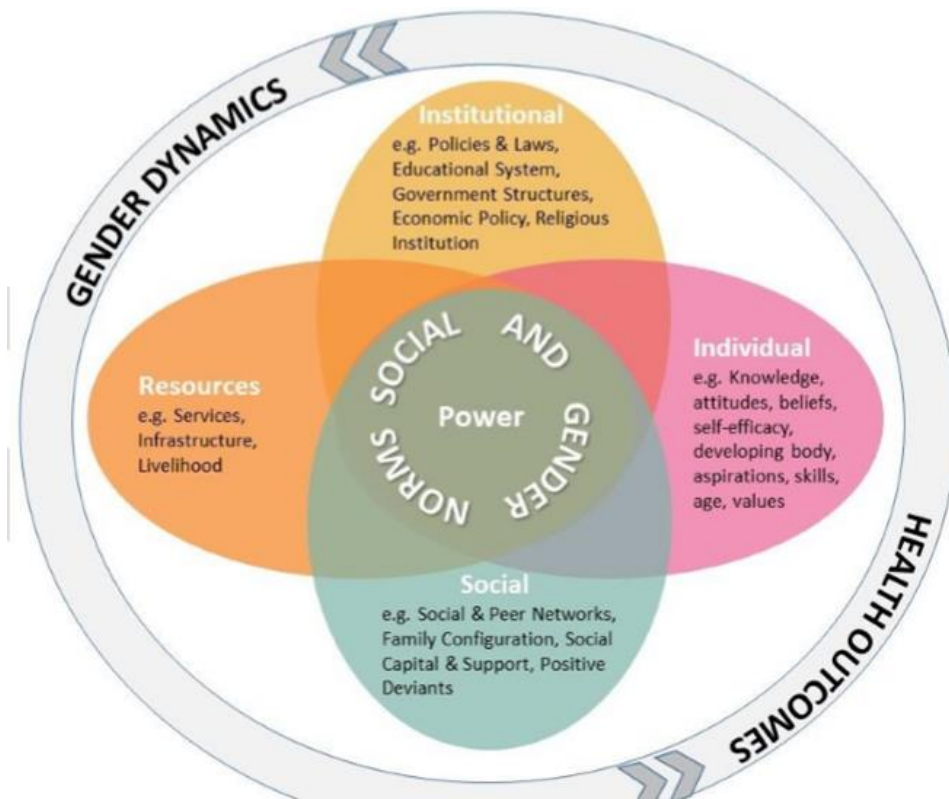 GENDER DYNAMICS
Institutional
e.g. Policies & Laws,
Educational System,
Government Structures,
Economic Policy, Religious
Institution
Resources
e.g. Services,
Infrastructure,
Livelihood
SOCIAL AND
GENDER
NORMS
Power
Individual
e.g. Knowledge,
attitudes, beliefs,
self-efficacy,
developing body,
aspirations, skills,
age, values
Social
e.g. Social & Peer Networks,
Family Configuration, Social
Capital & Support, Positive
Deviants
HEALTH OUTCOMES